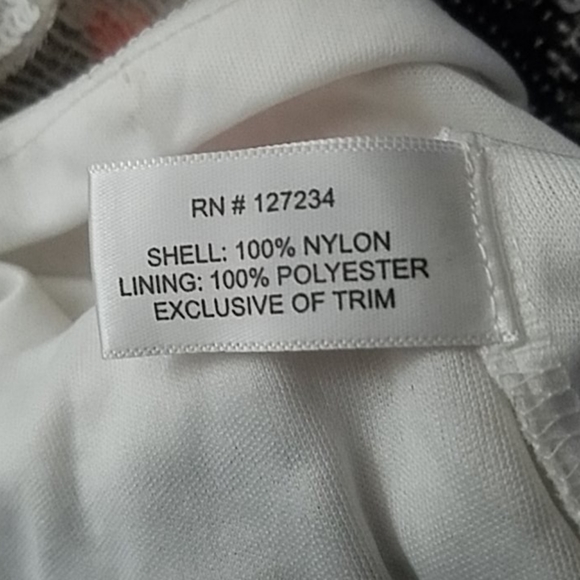 RN # 127234
SHELL: 100% NYLON
LINING: 100% POLYESTER
EXCLUSIVE OF TRIM